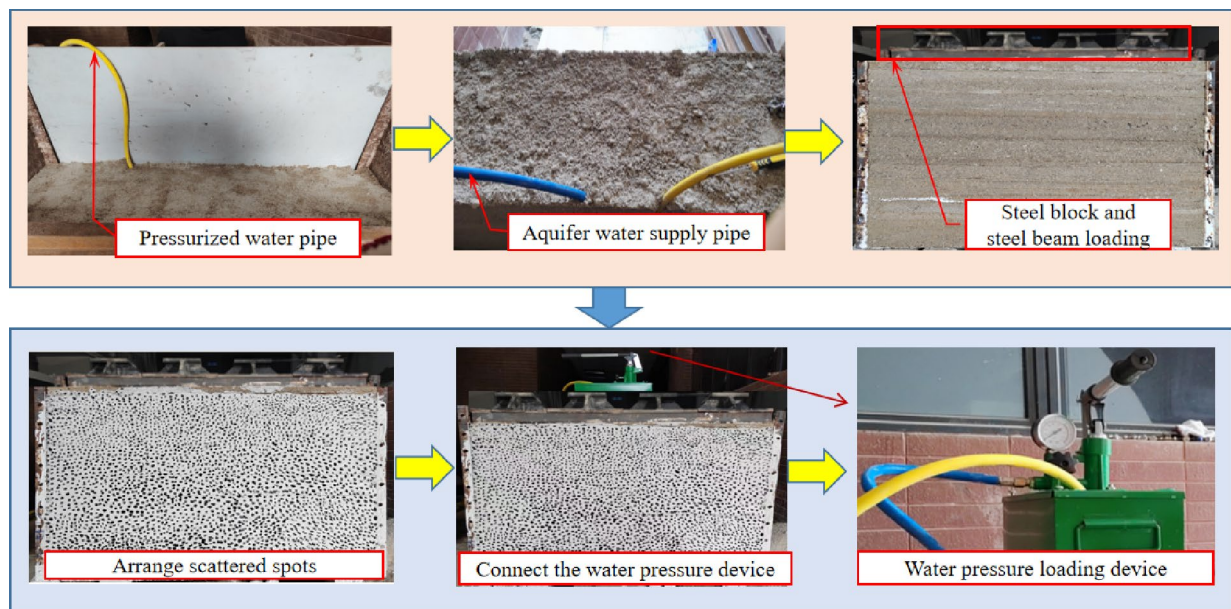 Pressurized water pipe
Aquifer water supply pipe
Steel block and
steel beam loading
Arrange scattered spots
Connect the water pressure device
Water pressure loading device